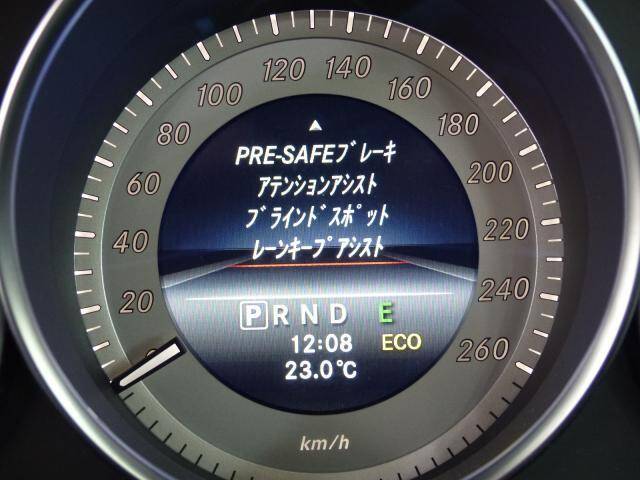 120 140
100 160
80 180
60 200
40 220
20 240
0 260
PRE-SAFEブレーキ
アテンションアシスト
ブラインドスポット
レーンキープアシスト
P R N D E
12:08 ECO
23.0℃
km/h